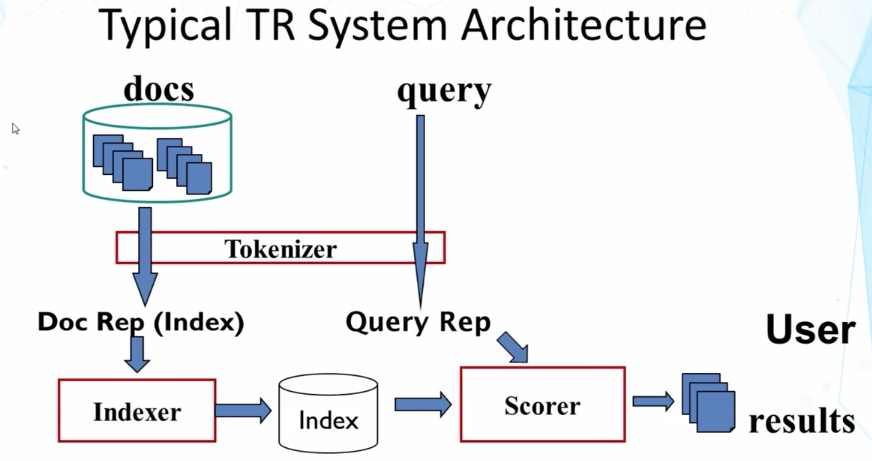 Typical TR System Architecture
docs
query
Tokenizer
Doc Rep (Index)
Query Rep
User
Indexer
Index
Scorer
results